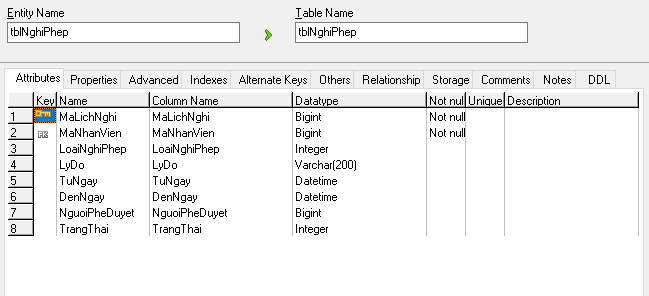 Entity Name Table Name
tblNghiPhep tblNghiPhep
Attributes Properties Advanced Indexes Alternate Keys Others Relationship Storage Comments Notes DDL
Key Name Column Name Datatype Not nul Unique Description
1 MaLichNghi MaLichNghi Bigint Not null
2 FK MaNhanVien MaNhanVien Bigint Not null
3 LoaiNghiPhep LoaiNghiPhep Integer
4 LyDo LyDo Varchar(200)
5 TuNgay TuNgay Datetime
6 DenNgay DenNgay Datetime
7 NguoiPheDuyet NguoiPheDuyet Bigint
8 TrangThai TrangThai Integer